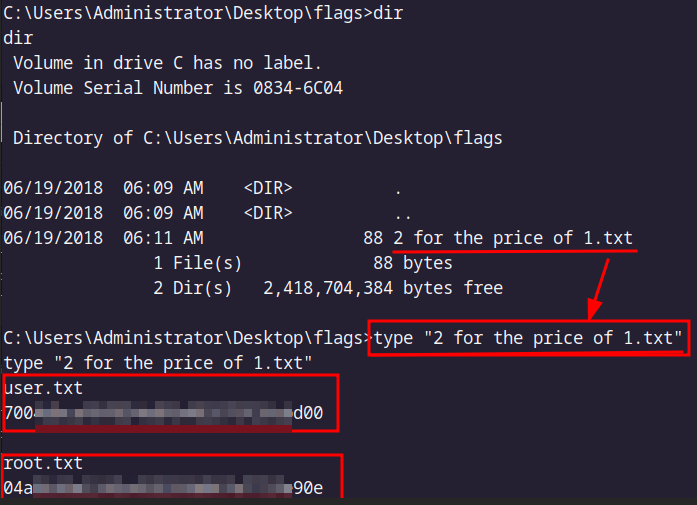 C:\Users\Administrator\Desktop\flags>dir
dir
 Volume in drive C has no label.
 Volume Serial Number is 0834-6C04

 Directory of C:\Users\Administrator\Desktop\flags

06/19/2018  06:09 AM    <DIR>          .
06/19/2018  06:09 AM    <DIR>          ..
06/19/2018  06:11 AM                88 2 for the price of 1.txt
               1 File(s)             88 bytes
               2 Dir(s)   2,418,704,384 bytes free

C:\Users\Administrator\Desktop\flags>type "2 for the price of 1.txt"
type "2 for the price of 1.txt"
user.txt
700 d00

root.txt
04a 90e